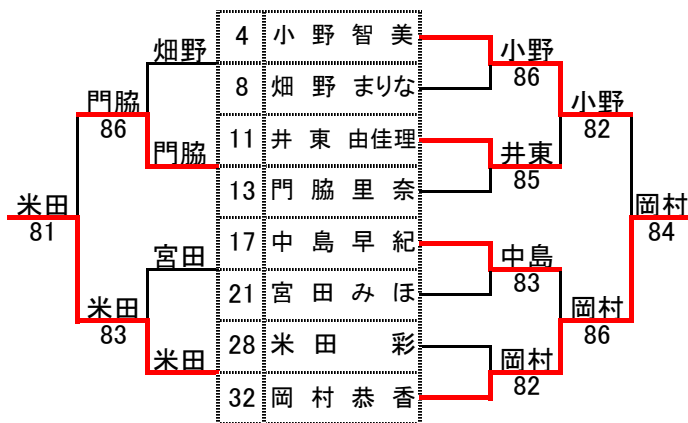 4 小野智美
8 畑野まりな
11 井東由佳理
13 門脇里奈
17 中島早紀
21 宮田みほ
28 米田彩
32 岡村恭香
畑野
門脇
86
門脇
米田
81
宮田
米田
83
米田
小野
86
小野
82
井東
85
岡村
84
中島
83
岡村
86
岡村
82